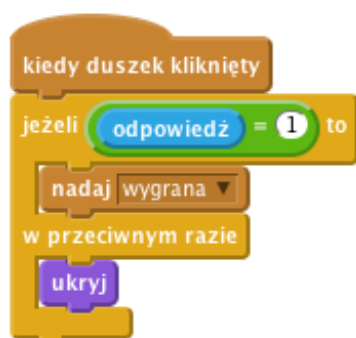 kiedy duszek kliknięty
jeżeli odpowiedź = 1 to
nadaj wygrana
w przeciwnym razie
ukryj